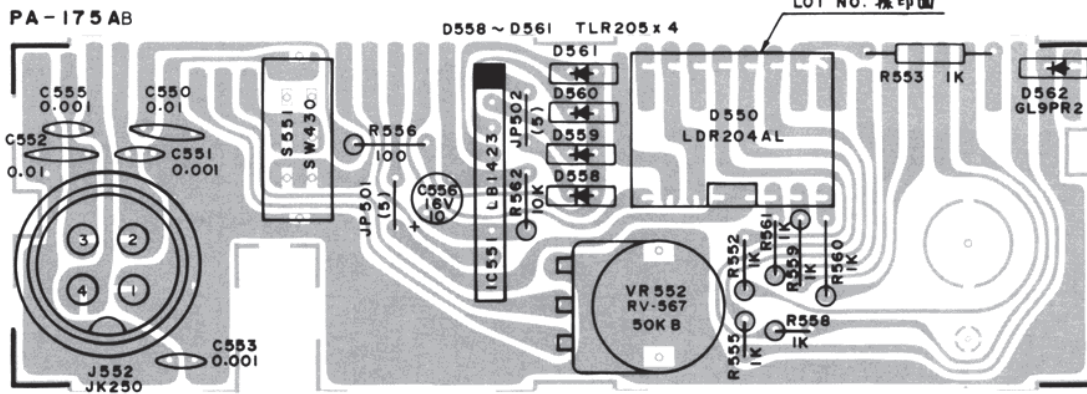 PA-175AB
LOT NO. 捺印面
D558～D561 TLR205x4
C555
0.001
C550
0.01
C552
0.01
C551
0.001
S551
SW430
R556
100
JP501
(5)
C556
16V
10
+
IC551 LB1423
JP502
(5)
R562
10K
D561
D560
D559
D558
D550
LDR204AL
R553 1K
D562
GL9PR2
3
2
4
1
J552
JK250
C553
0.001
VR552
RV-567
50KB
R552
1K
R561
1K
R559
1K
R560
1K
R555
1K
R558
1K